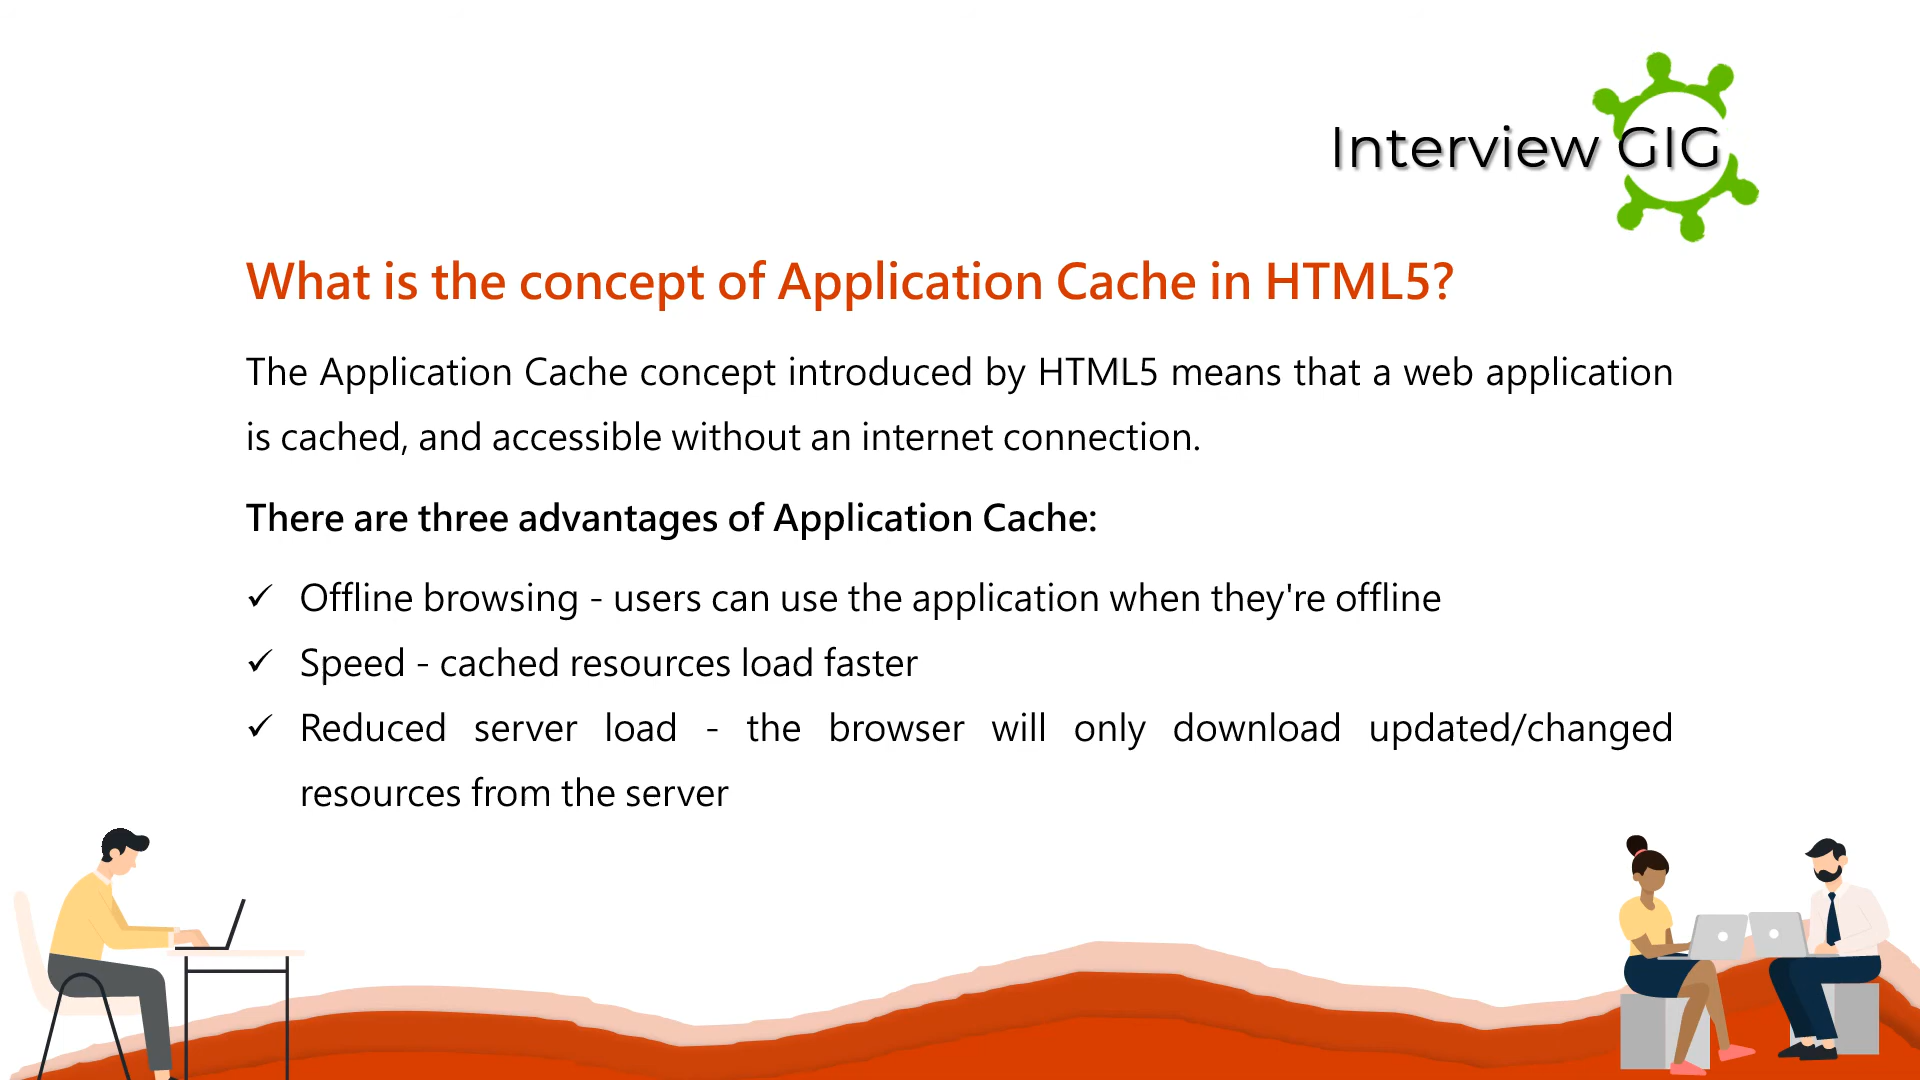 Interview GIG
What is the concept of Application Cache in HTML5?
The Application Cache concept introduced by HTML5 means that a web application
is cached, and accessible without an internet connection.
There are three advantages of Application Cache:
✓ Offline browsing - users can use the application when they're offline
✓ Speed - cached resources load faster
✓ Reduced server load - the browser will only download updated/changed
resources from the server